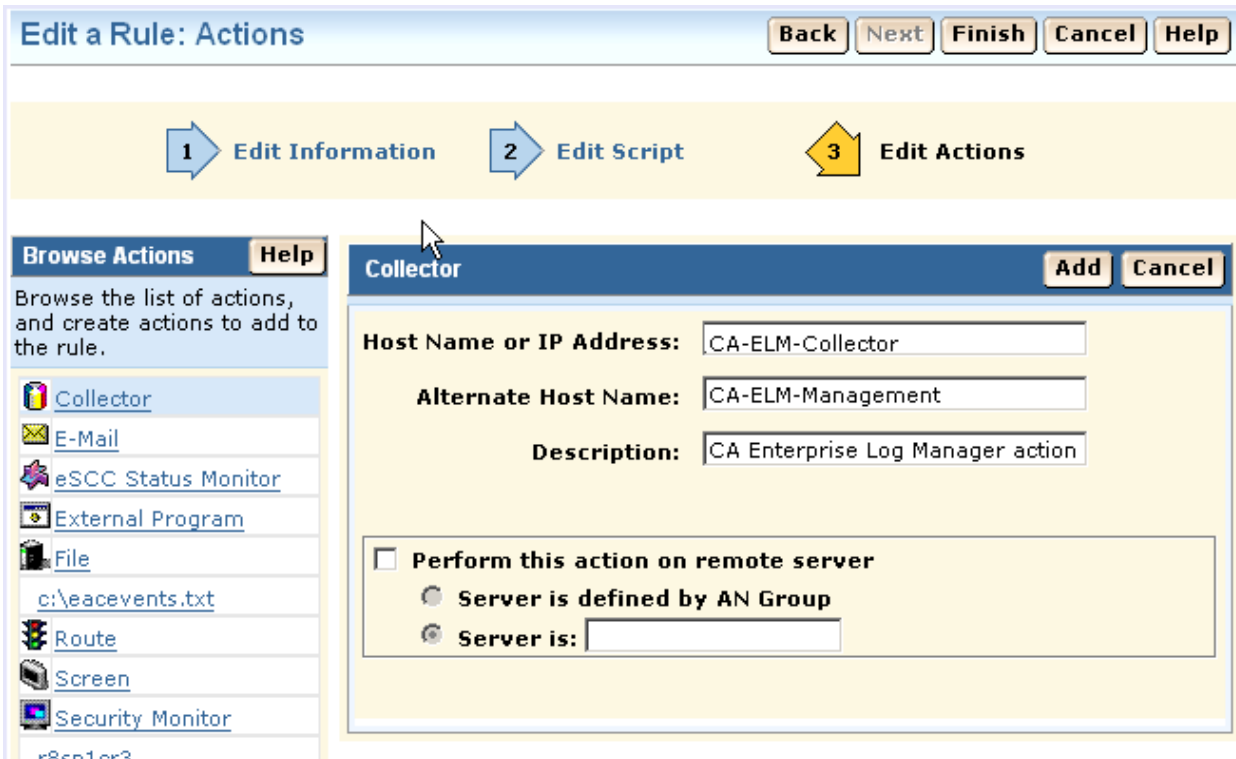 Edit a Rule: Actions Back Next Finish Cancel Help
1 Edit Information 2 Edit Script 3 Edit Actions
Browse Actions Help
Browse the list of actions,
and create actions to add to
the rule.
Collector
E-Mail
eSCC Status Monitor
External Program
File
c:\eacevents.txt
Route
Screen
Security Monitor
Collector Add Cancel
Host Name or IP Address: CA-ELM-Collector
Alternate Host Name: CA-ELM-Management
Description: CA Enterprise Log Manager action
Perform this action on remote server
Server is defined by AN Group
Server is: